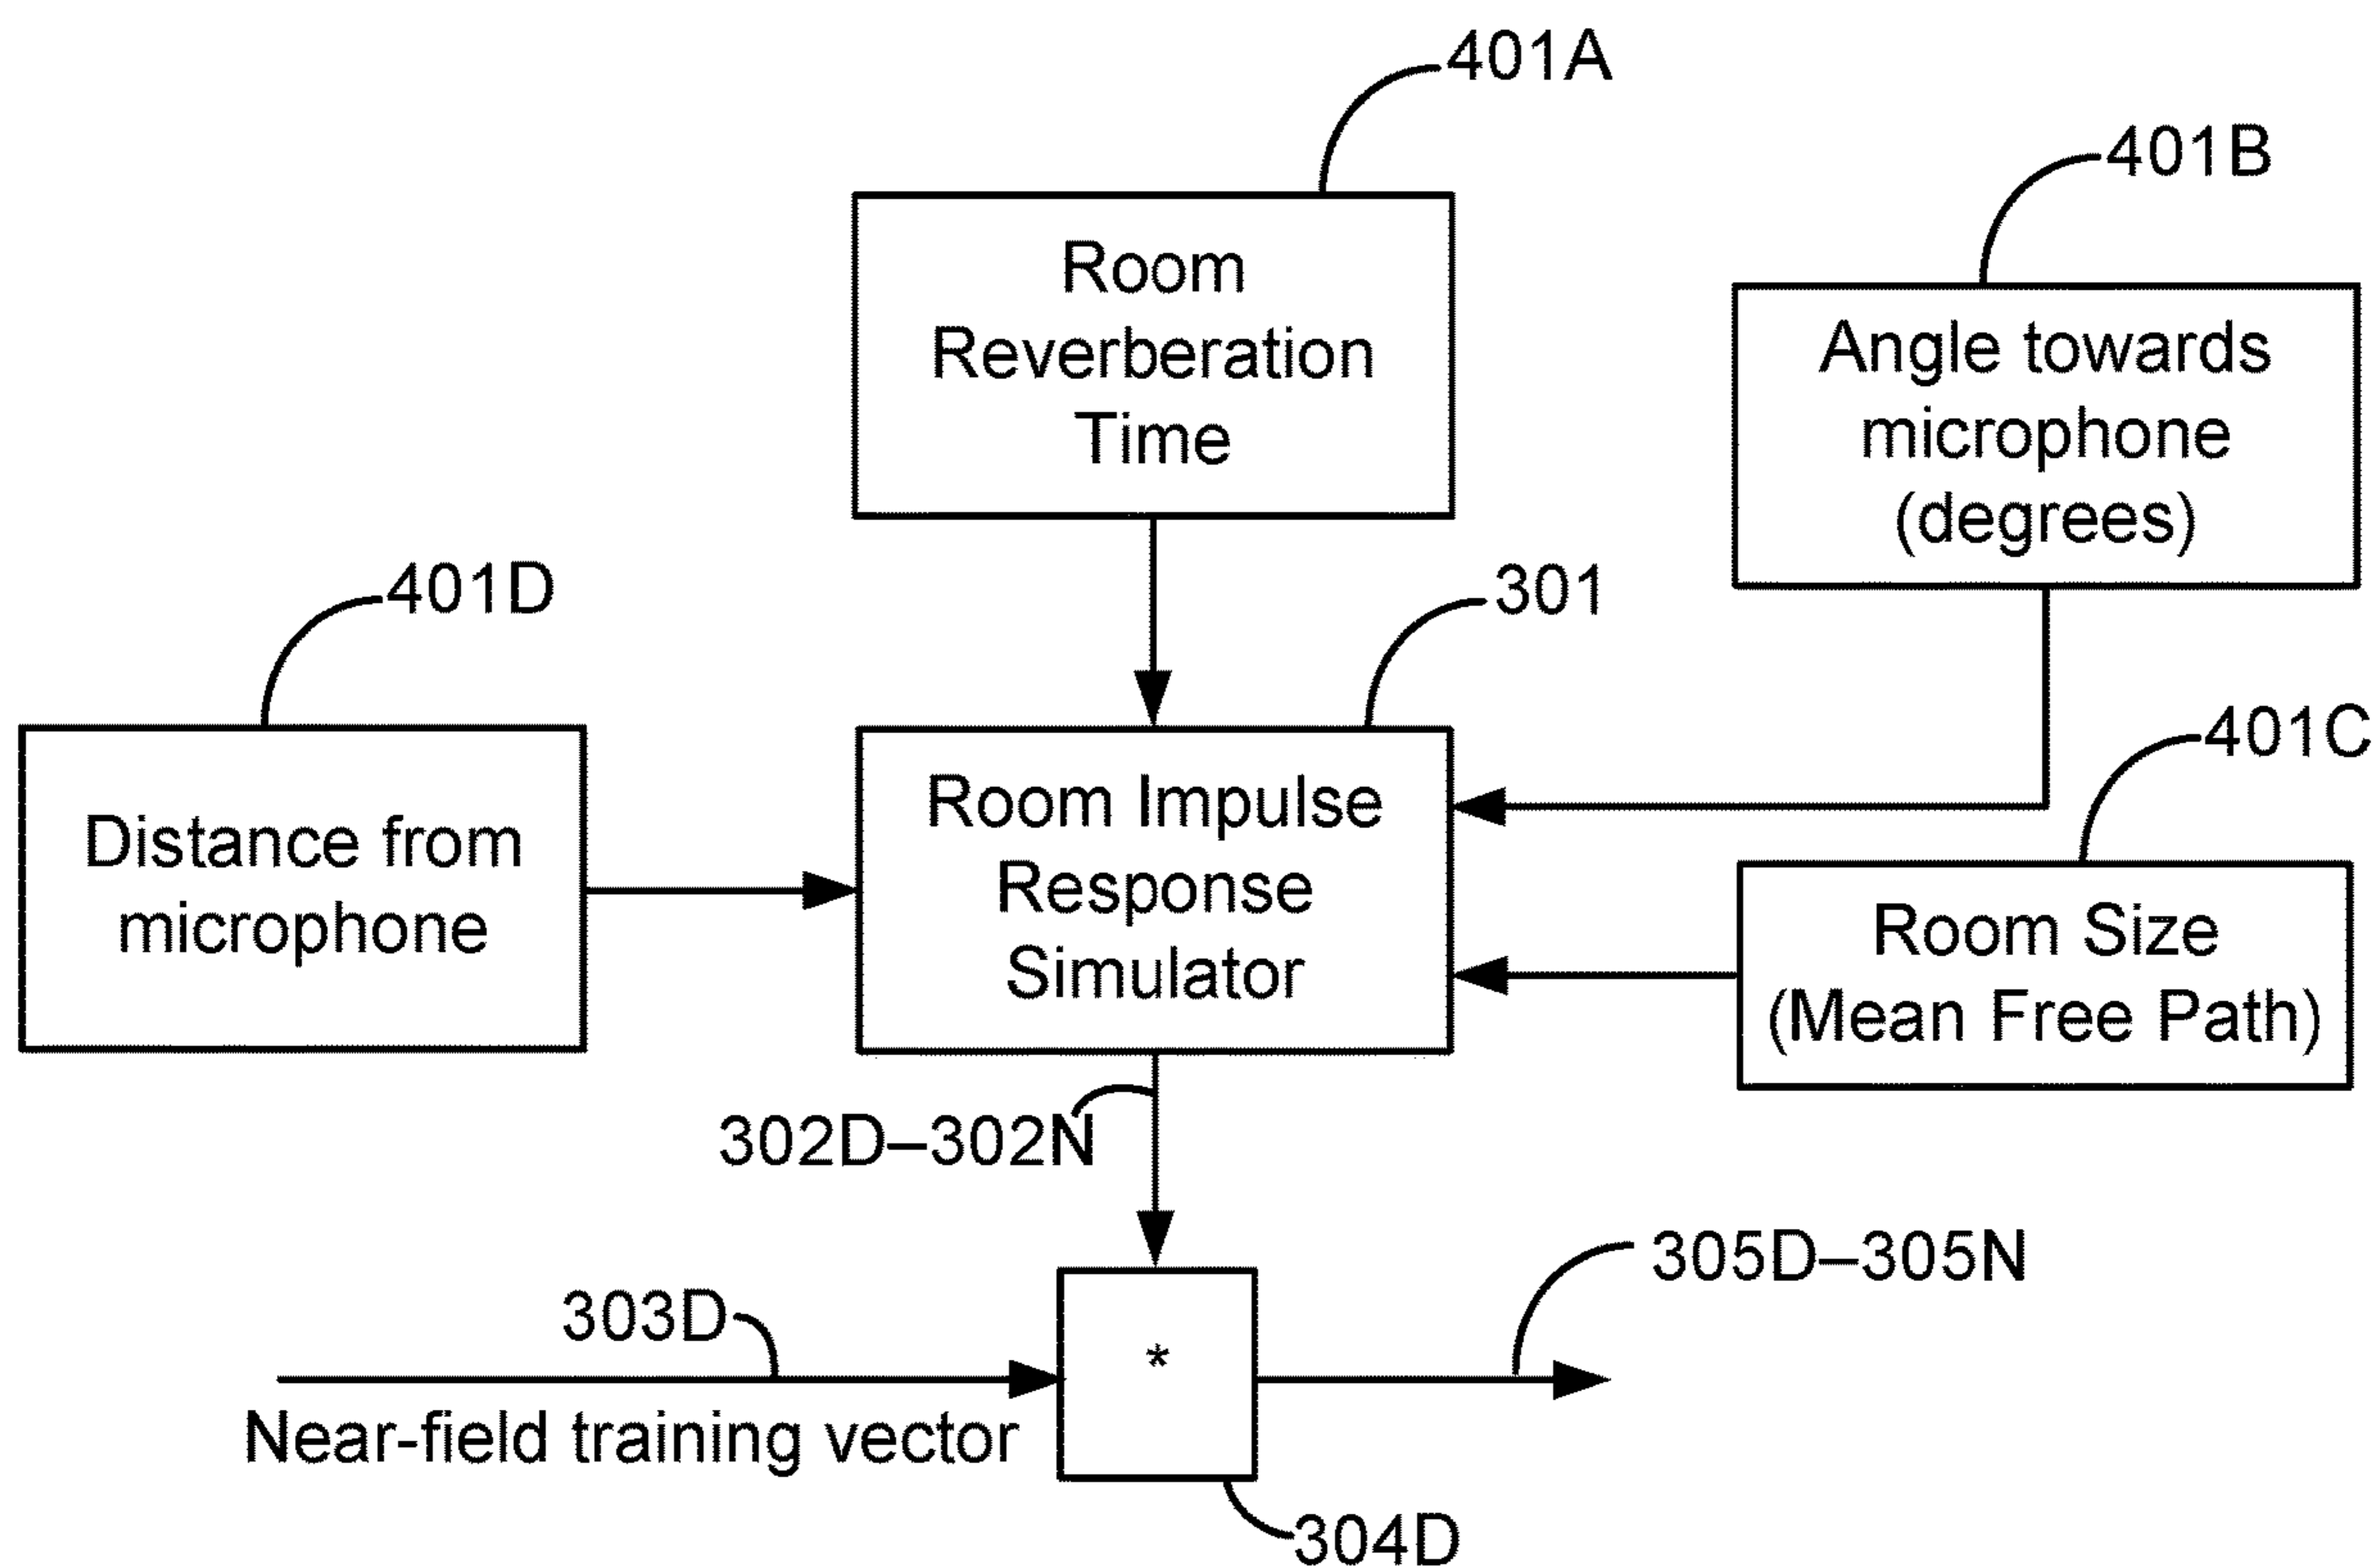 401A
401B
Room
Reverberation
Time
Angle towards
microphone
(degrees)
401D
301
401C
Distance from
microphone
Room Impulse
Response
Simulator
Room Size
(Mean Free Path)
302D–302N
305D–305N
303D
*
Near-field training vector
304D